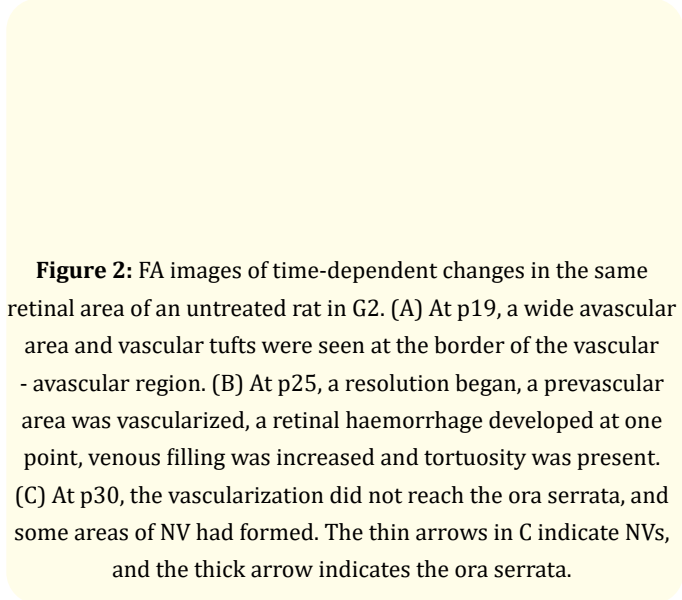 Figure 2: FA images of time-dependent changes in the same
retinal area of an untreated rat in G2. (A) At p19, a wide avascular
area and vascular tufts were seen at the border of the vascular
- avascular region. (B) At p25, a resolution began, a prevascular
area was vascularized, a retinal haemorrhage developed at one
point, venous filling was increased and tortuosity was present.
(C) At p30, the vascularization did not reach the ora serrata, and
some areas of NV had formed. The thin arrows in C indicate NVs,
and the thick arrow indicates the ora serrata.